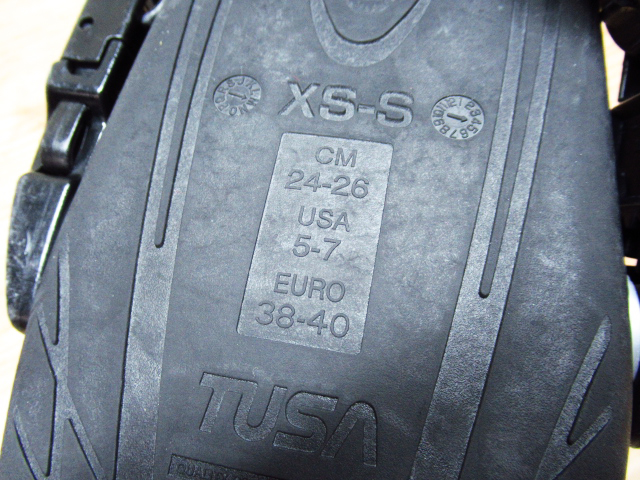 XS-S
CM
24-26
USA
5-7
EURO
38-40
TUSA